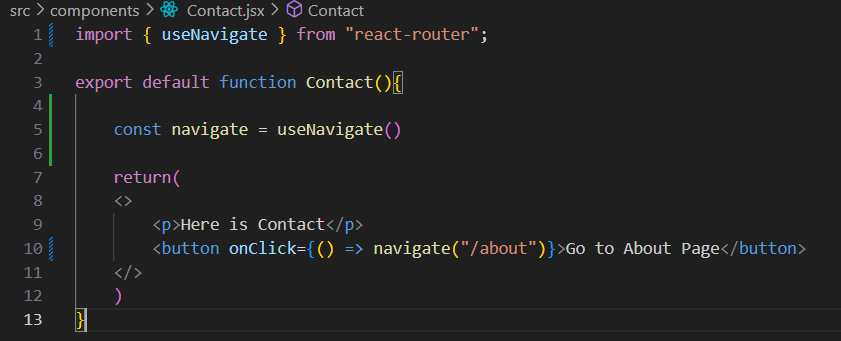 src > components > Contact.jsx > Contact
1 import { useNavigate } from "react-router";
2
3 export default function Contact(){
4
5 const navigate = useNavigate()
6
7 return(
8 <>
9 <p>Here is Contact</p>
10 <button onClick={() => navigate("/about")}>Go to About Page</button>
11 </>
12 )
13 }